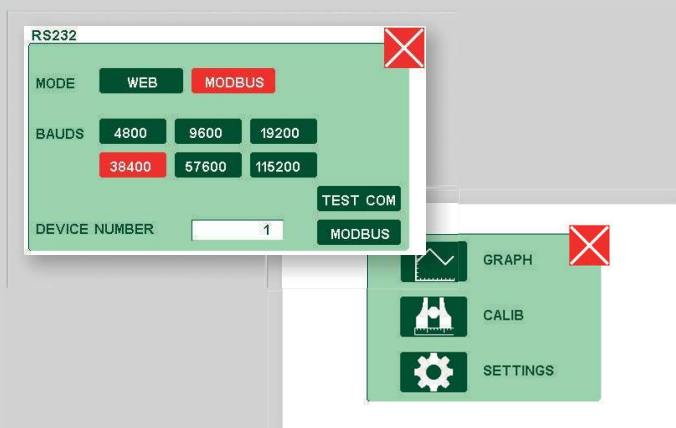 RS232
MODE WEB MODBUS
BAUDS 4800 9600 19200
38400 57600 115200
TEST COM
DEVICE NUMBER 1 MODBUS
GRAPH
CALIB
SETTINGS